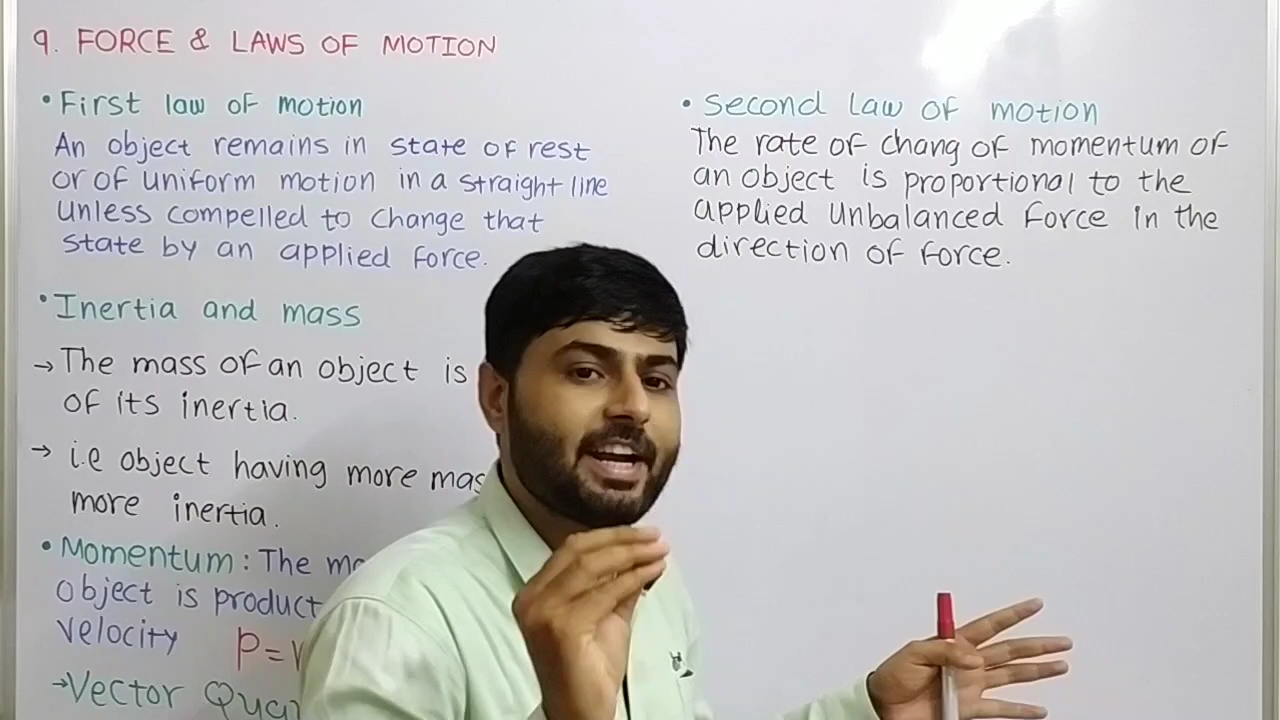 9. FORCE & LAWS OF MOTION
• First law of motion
An object remains in state of rest
or of uniform motion in a straight line
unless compelled to change that
state by an applied force.
• Inertia and mass
→ The mass of an object is
of its inertia.
→ i.e object having more
more inertia.
• Momentum: The
object is product
velocity P=
→ Vector
• Second Law of motion
The rate of chang of momentum of
an object is proportional to the
applied unbalanced force in the
direction of force.